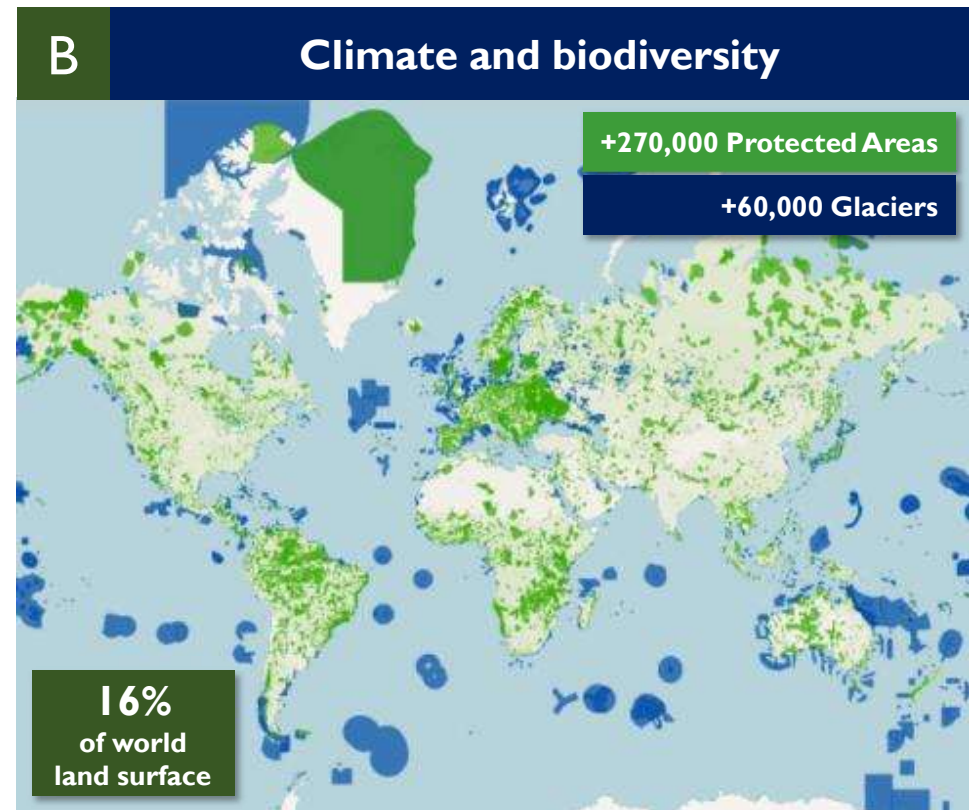 B
Climate and biodiversity
+270,000 Protected Areas
+60,000 Glaciers
16%
of world
land surface